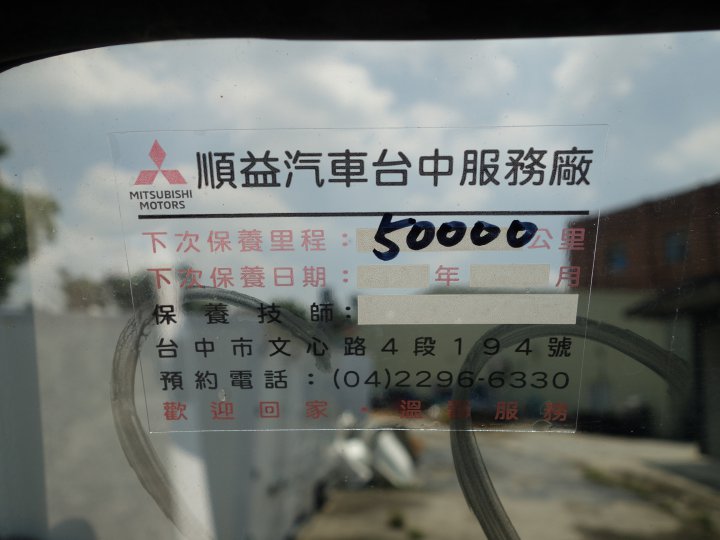 MITSUBISHI
MOTORS
順益汽車台中服務廠
下次保養里程：50000公里
下次保養日期： 年 月
保養技師：
台中市文心路4段194號
預約電話：(04)2296-6330
歡迎回家・溫馨服務